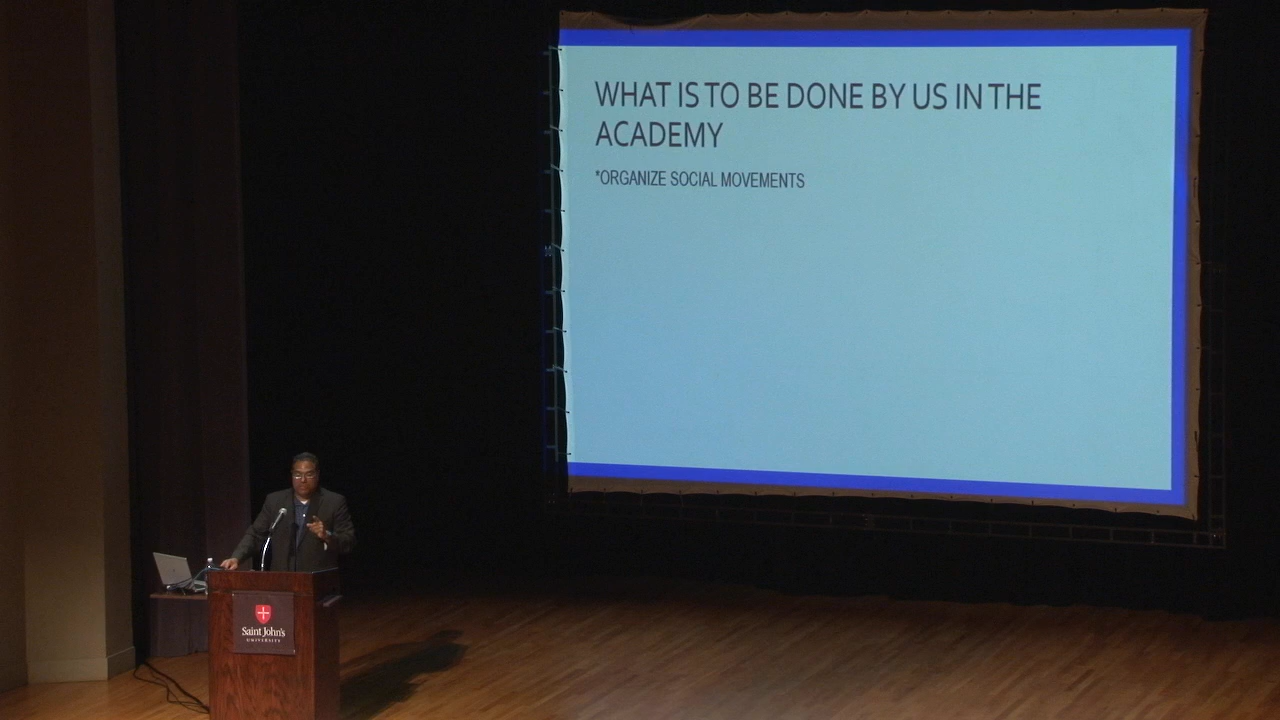 WHAT IS TO BE DONE BY US IN THE
ACADEMY
*ORGANIZE SOCIAL MOVEMENTS
Saint John's
UNIVERSITY